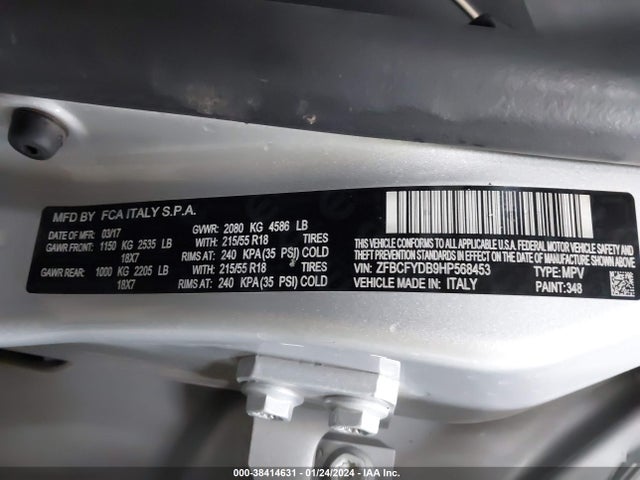 MFD BY FCA ITALY S.P.A.
DATE OF MFR: 03/17 GVWR: 2080 KG 4586 LB
GAWR FRONT: 1150 KG 2535 LB WITH: 215/55 R18 TIRES
18X7 RIMS AT: 240 KPA (35 PSI) COLD
GAWR REAR: 1000 KG 2205 LB WITH: 215/55 R18 TIRES
18X7 RIMS AT: 240 KPA (35 PSI) COLD
THIS VEHICLE CONFORMS TO ALL APPLICABLE FEDERAL MOTOR VEHICLE
SAFETY, BUMPER, AND THEFT PREVENTION
STANDARDS IN EFFECT ON THE DATE OF MANUFACTURE SHOWN ABOVE.
VIN: ZFBCFYDB9HP568453 TYPE: MPV
VEHICLE MADE IN: ITALY PAINT: 348
000-38414631 - 01/24/2024 - IAA Inc.